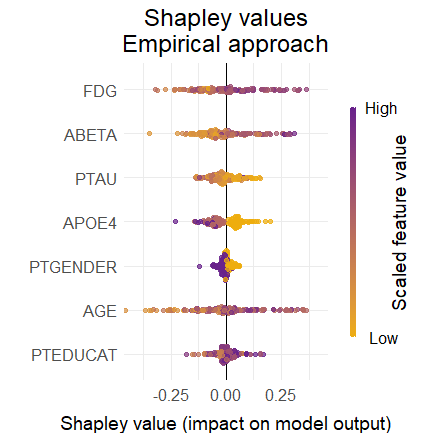 Shapley values
Empirical approach
FDG
ABETA
PTAU
APOE4
PTGENDER
AGE
PTEDUCAT
-0.25
0.00
0.25
Shapley value (impact on model output)
High
Scaled feature value
Low